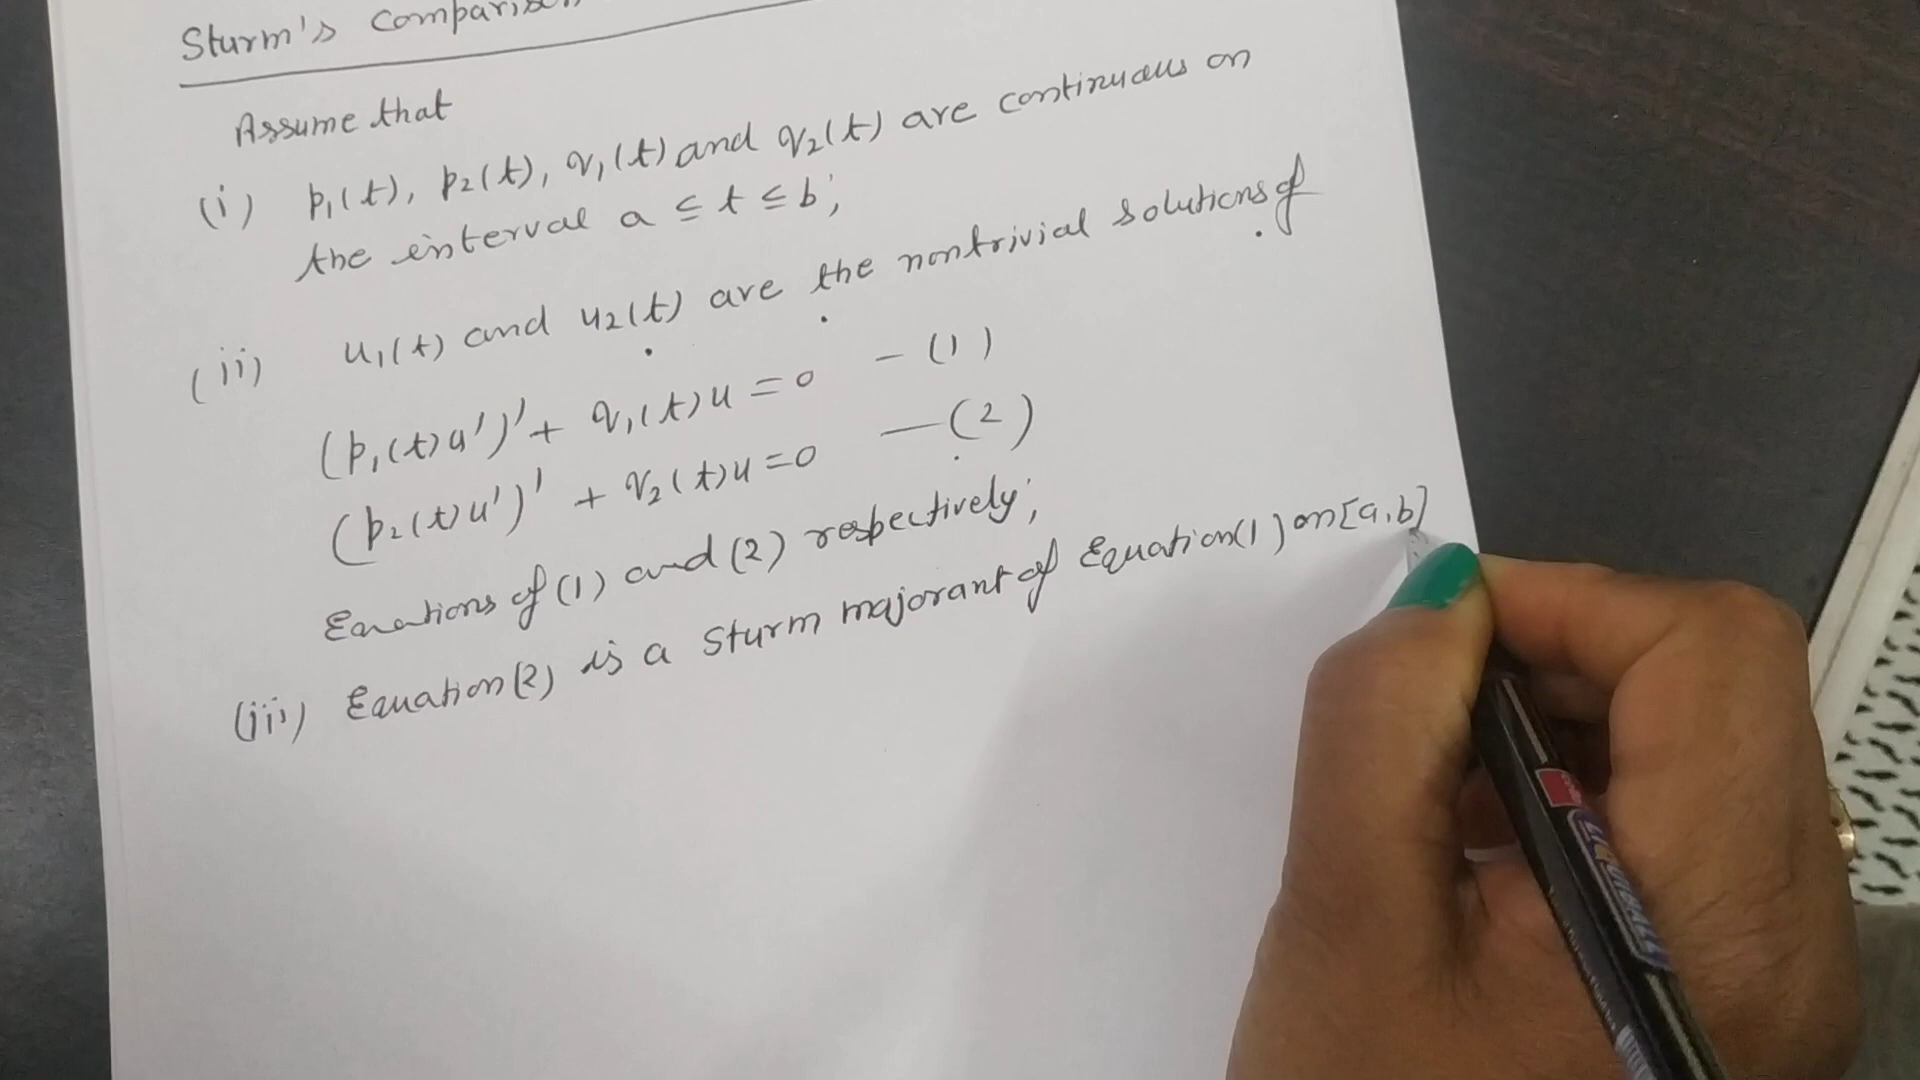 Sturm's Comparison
Assume that
(i) p₁(t), p₂(t), q₁(t) and q₂(t) are continuous on
the interval a ≤ t ≤ b;
(ii) u₁(t) and u₂(t) are the nontrivial solutions of
(p₁(t)u')' + q₁(t)u = 0 - (1)
(p₂(t)u')' + q₂(t)u = 0 - (2)
Equations of (1) and (2) respectively;
(iii) Equation (2) is a Sturm majorant of Equation (1) on [a,b]